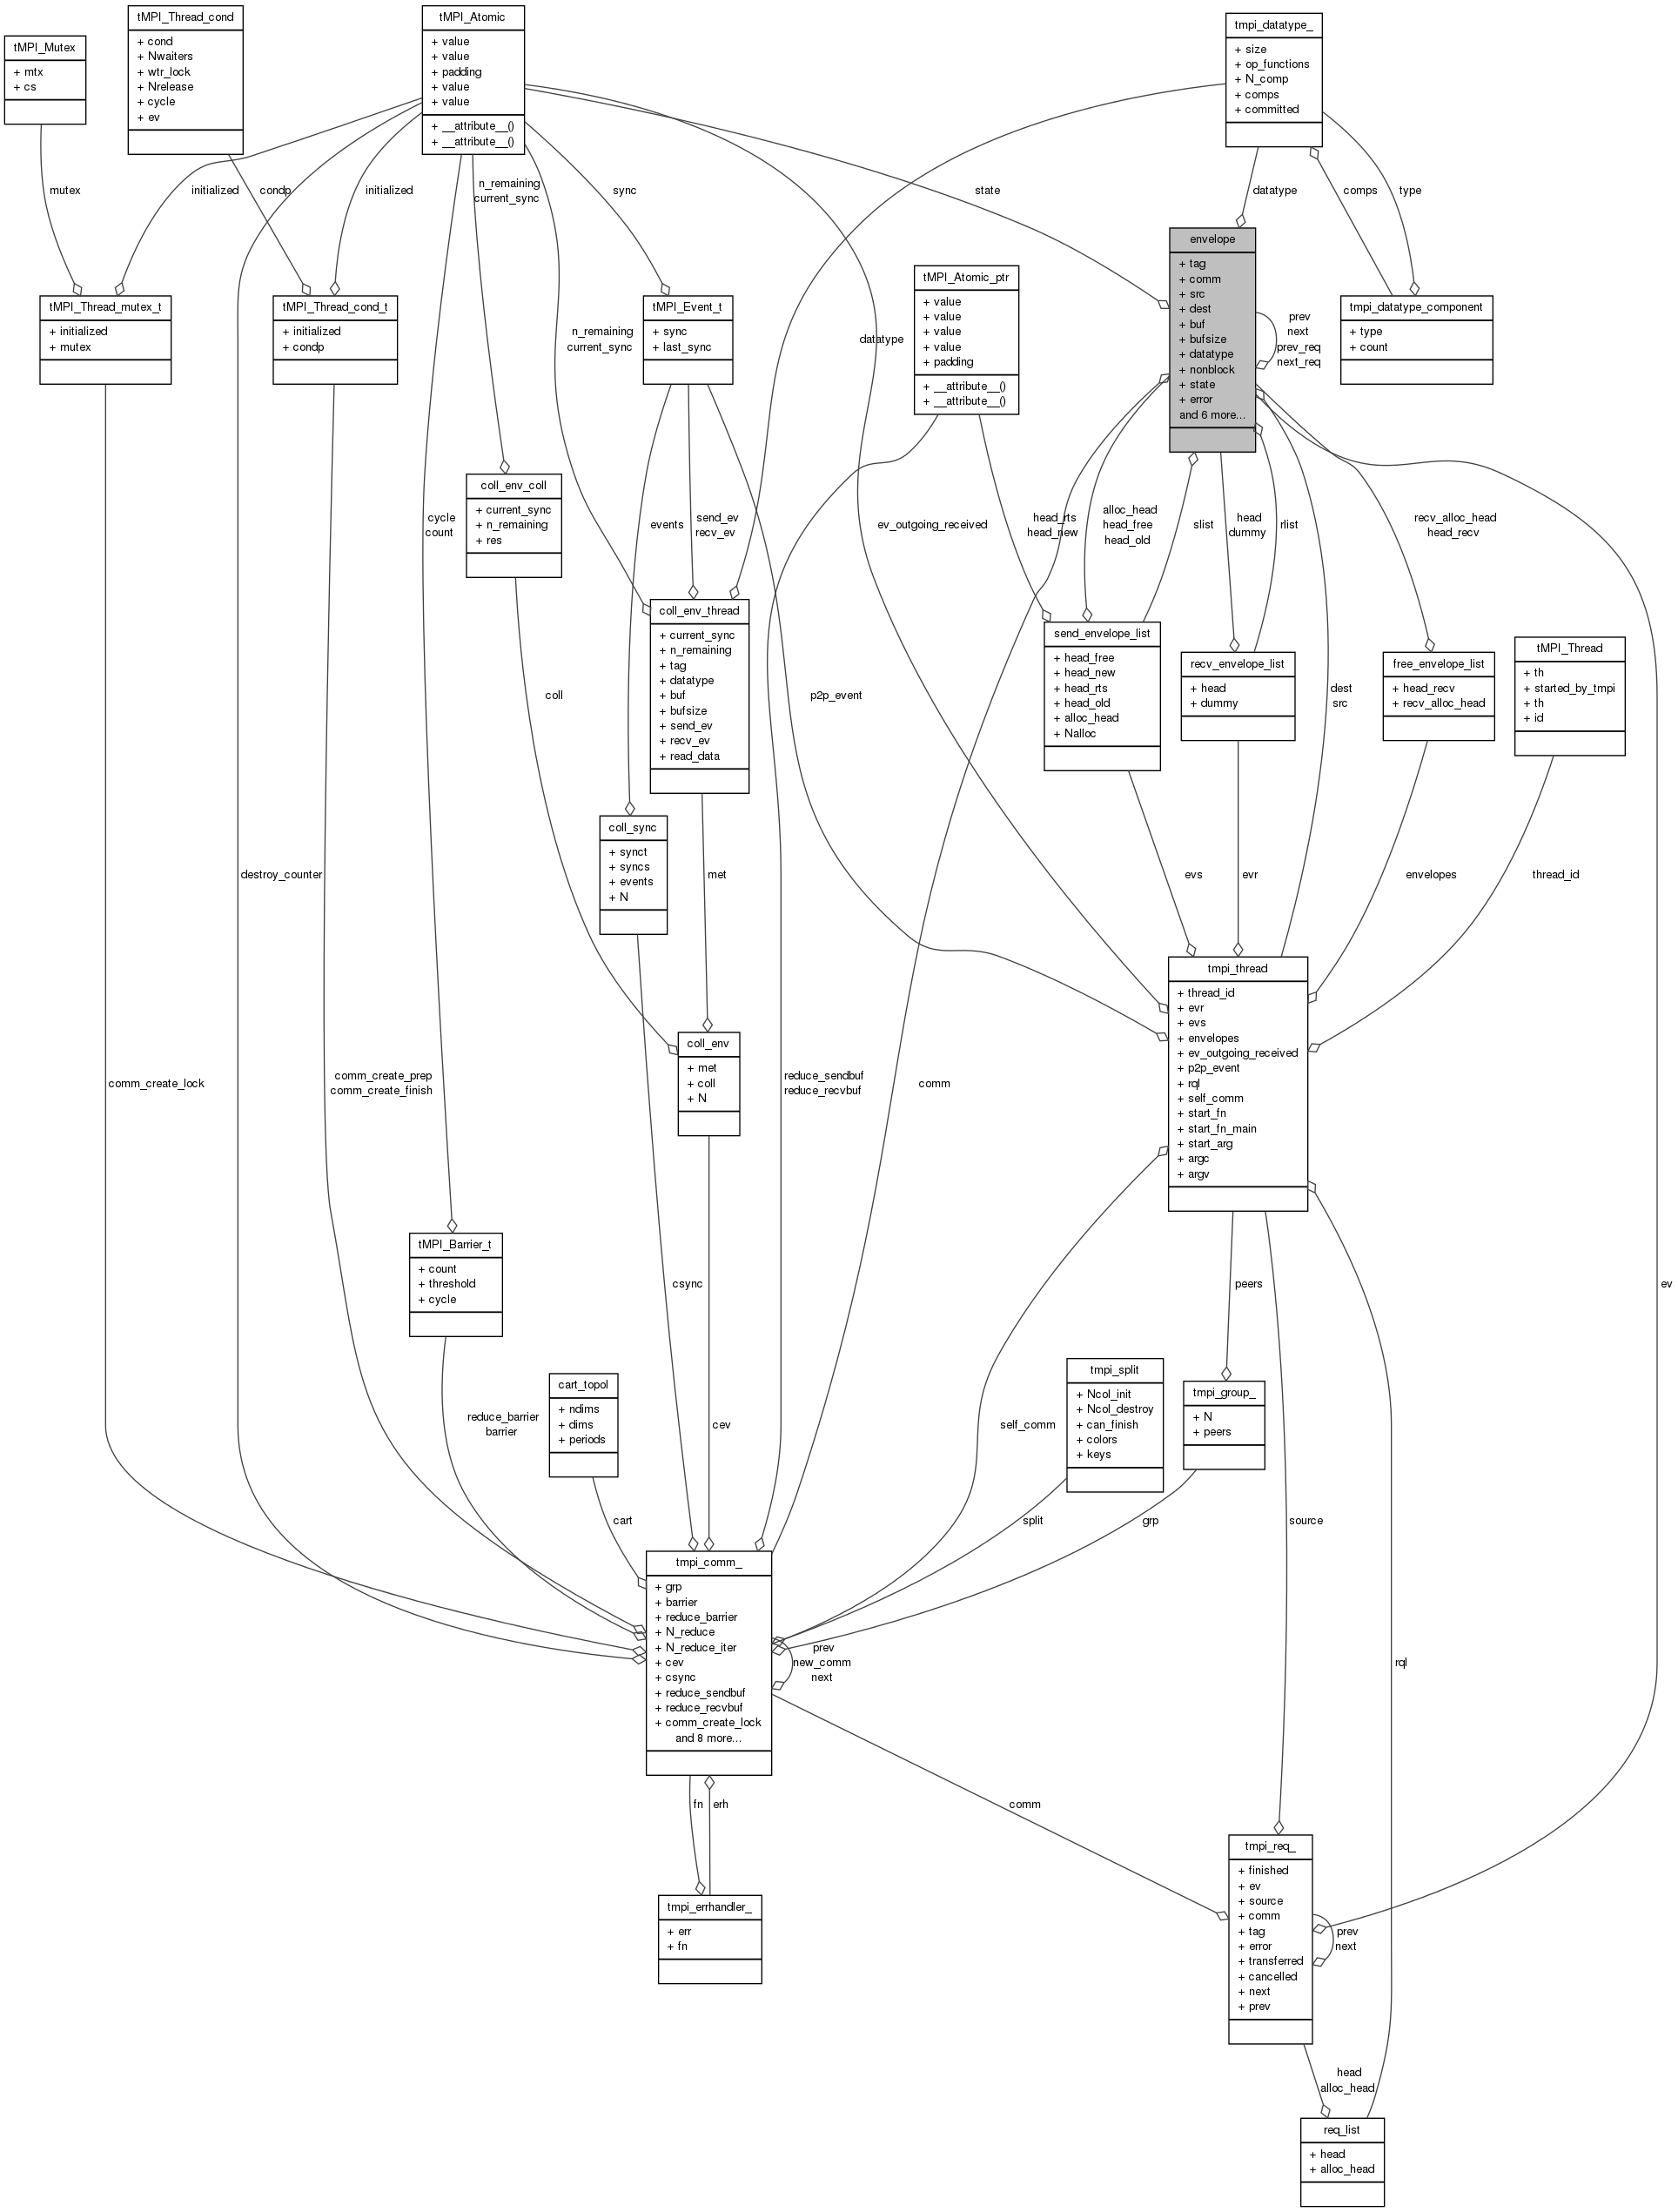 tMPI_Thread_cond
+ cond
+ Nwaiters
+ wtr_lock
+ Nrelease
+ cycle
+ ev
tMPI_Atomic
+ value
+ value
+ padding
+ value
+ value
+ __attribute__()
+ __attribute__()
tmpi_datatype_
+ size
+ op_functions
+ N_comp
+ comps
+ committed
tMPI_Mutex
+ mtx
+ cs
mutex
initialized
condp
initialized
n_remaining
current_sync
sync
state
datatype
comps
type
envelope
+ tag
+ comm
+ src
+ dest
+ buf
+ bufsize
+ datatype
+ nonblock
+ state
+ error
and 6 more...
prev
next
prev_req
next_req
tMPI_Atomic_ptr
+ value
+ value
+ value
+ value
+ padding
+ __attribute__()
+ __attribute__()
tMPI_Thread_mutex_t
+ initialized
+ mutex
tMPI_Thread_cond_t
+ initialized
+ condp
tMPI_Event_t
+ sync
+ last_sync
tmpi_datatype_component
+ type
+ count
n_remaining
current_sync
datatype
coll_env_coll
+ current_sync
+ n_remaining
+ res
cycle
count
events
send_ev
recv_ev
ev_outgoing_received
head_rts
head_new
alloc_head
head_free
head_old
slist
head
dummy
rlist
recv_alloc_head
head_recv
coll_env_thread
+ current_sync
+ n_remaining
+ tag
+ datatype
+ buf
+ bufsize
+ send_ev
+ recv_ev
+ read_data
send_envelope_list
+ head_free
+ head_new
+ head_rts
+ head_old
+ alloc_head
+ Nalloc
recv_envelope_list
+ head
+ dummy
free_envelope_list
+ head_recv
+ recv_alloc_head
tMPI_Thread
+ th
+ started_by_tmpi
+ th
+ id
coll
p2p_event
dest
src
coll_sync
+ synct
+ syncs
+ events
+ N
destroy_counter
met
evs
evr
envelopes
thread_id
tmpi_thread
+ thread_id
+ evr
+ evs
+ envelopes
+ ev_outgoing_received
+ p2p_event
+ rql
+ self_comm
+ start_fn
+ start_fn_main
+ start_arg
+ argc
+ argv
coll_env
+ met
+ coll
+ N
comm_create_lock
comm_create_prep
comm_create_finish
reduce_sendbuf
reduce_recvbuf
comm
tMPI_Barrier_t
+ count
+ threshold
+ cycle
csync
peers
ev
cart_topol
+ ndims
+ dims
+ periods
tmpi_split
+ Ncol_init
+ Ncol_destroy
+ can_finish
+ colors
+ keys
tmpi_group_
+ N
+ peers
reduce_barrier
barrier
cev
self_comm
cart
split
grp
source
tmpi_comm_
+ grp
+ barrier
+ reduce_barrier
+ N_reduce
+ N_reduce_iter
+ cev
+ csync
+ reduce_sendbuf
+ reduce_recvbuf
+ comm_create_lock
and 8 more...
prev
new_comm
next
rql
fn
erh
comm
tmpi_errhandler_
+ err
+ fn
tmpi_req_
+ finished
+ ev
+ source
+ comm
+ tag
+ error
+ transferred
+ cancelled
+ next
+ prev
prev
next
head
alloc_head
req_list
+ head
+ alloc_head